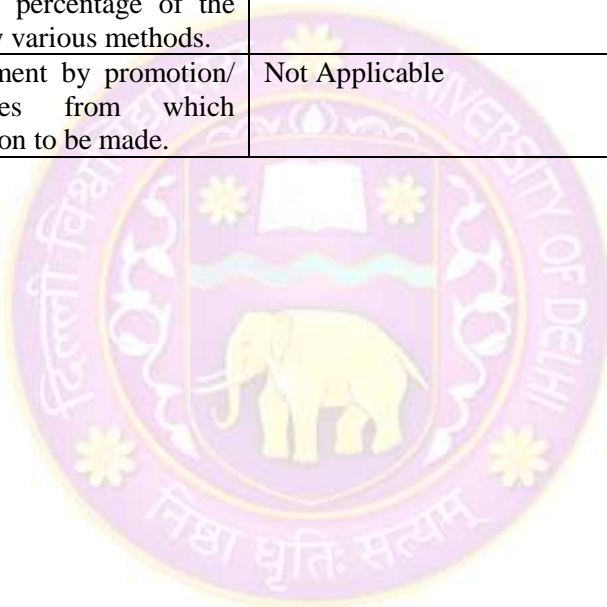 percentage of the
various methods.
ment by promotion/ Not Applicable
es from which
on to be made.
दिल्ली विश्वविद्यालय
UNIVERSITY OF DELHI
निष्ठा धृतिः सत्यम्